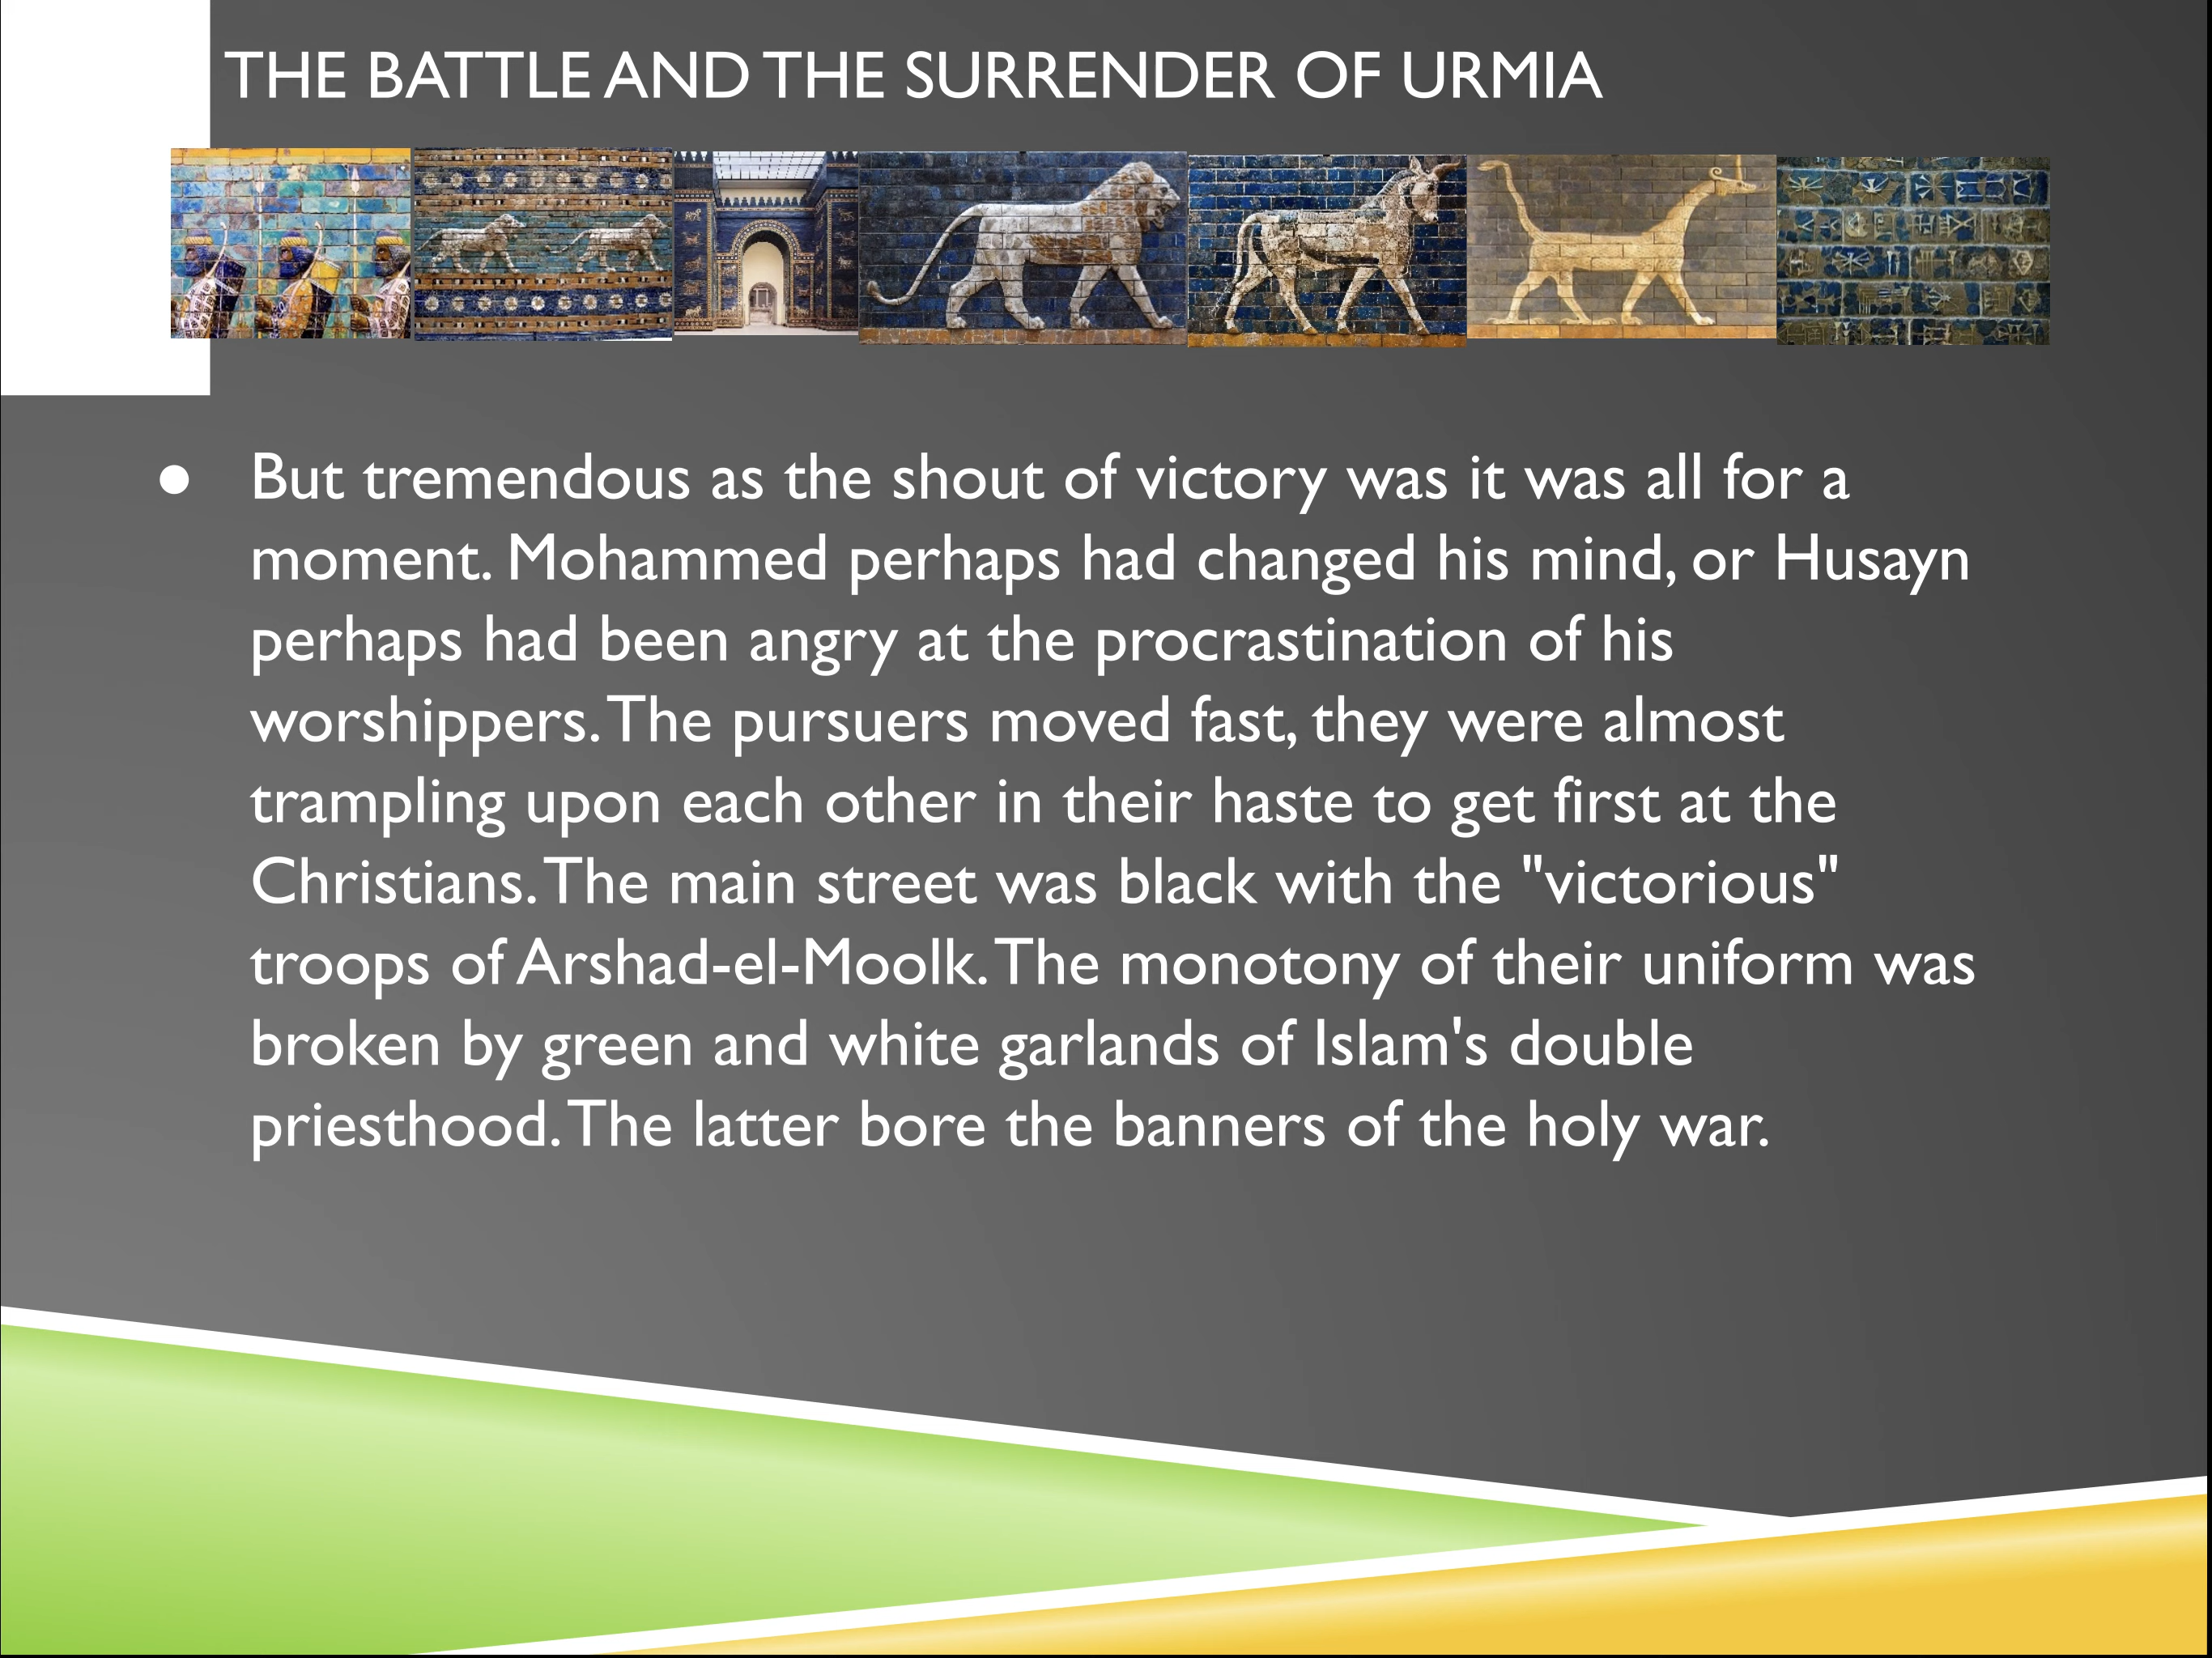 THE BATTLE AND THE SURRENDER OF URMIA
● But tremendous as the shout of victory was it was all for a
moment. Mohammed perhaps had changed his mind, or Husayn
perhaps had been angry at the procrastination of his
worshippers. The pursuers moved fast, they were almost
trampling upon each other in their haste to get first at the
Christians. The main street was black with the "victorious"
troops of Arshad-el-Moolk. The monotony of their uniform was
broken by green and white garlands of Islam's double
priesthood. The latter bore the banners of the holy war.